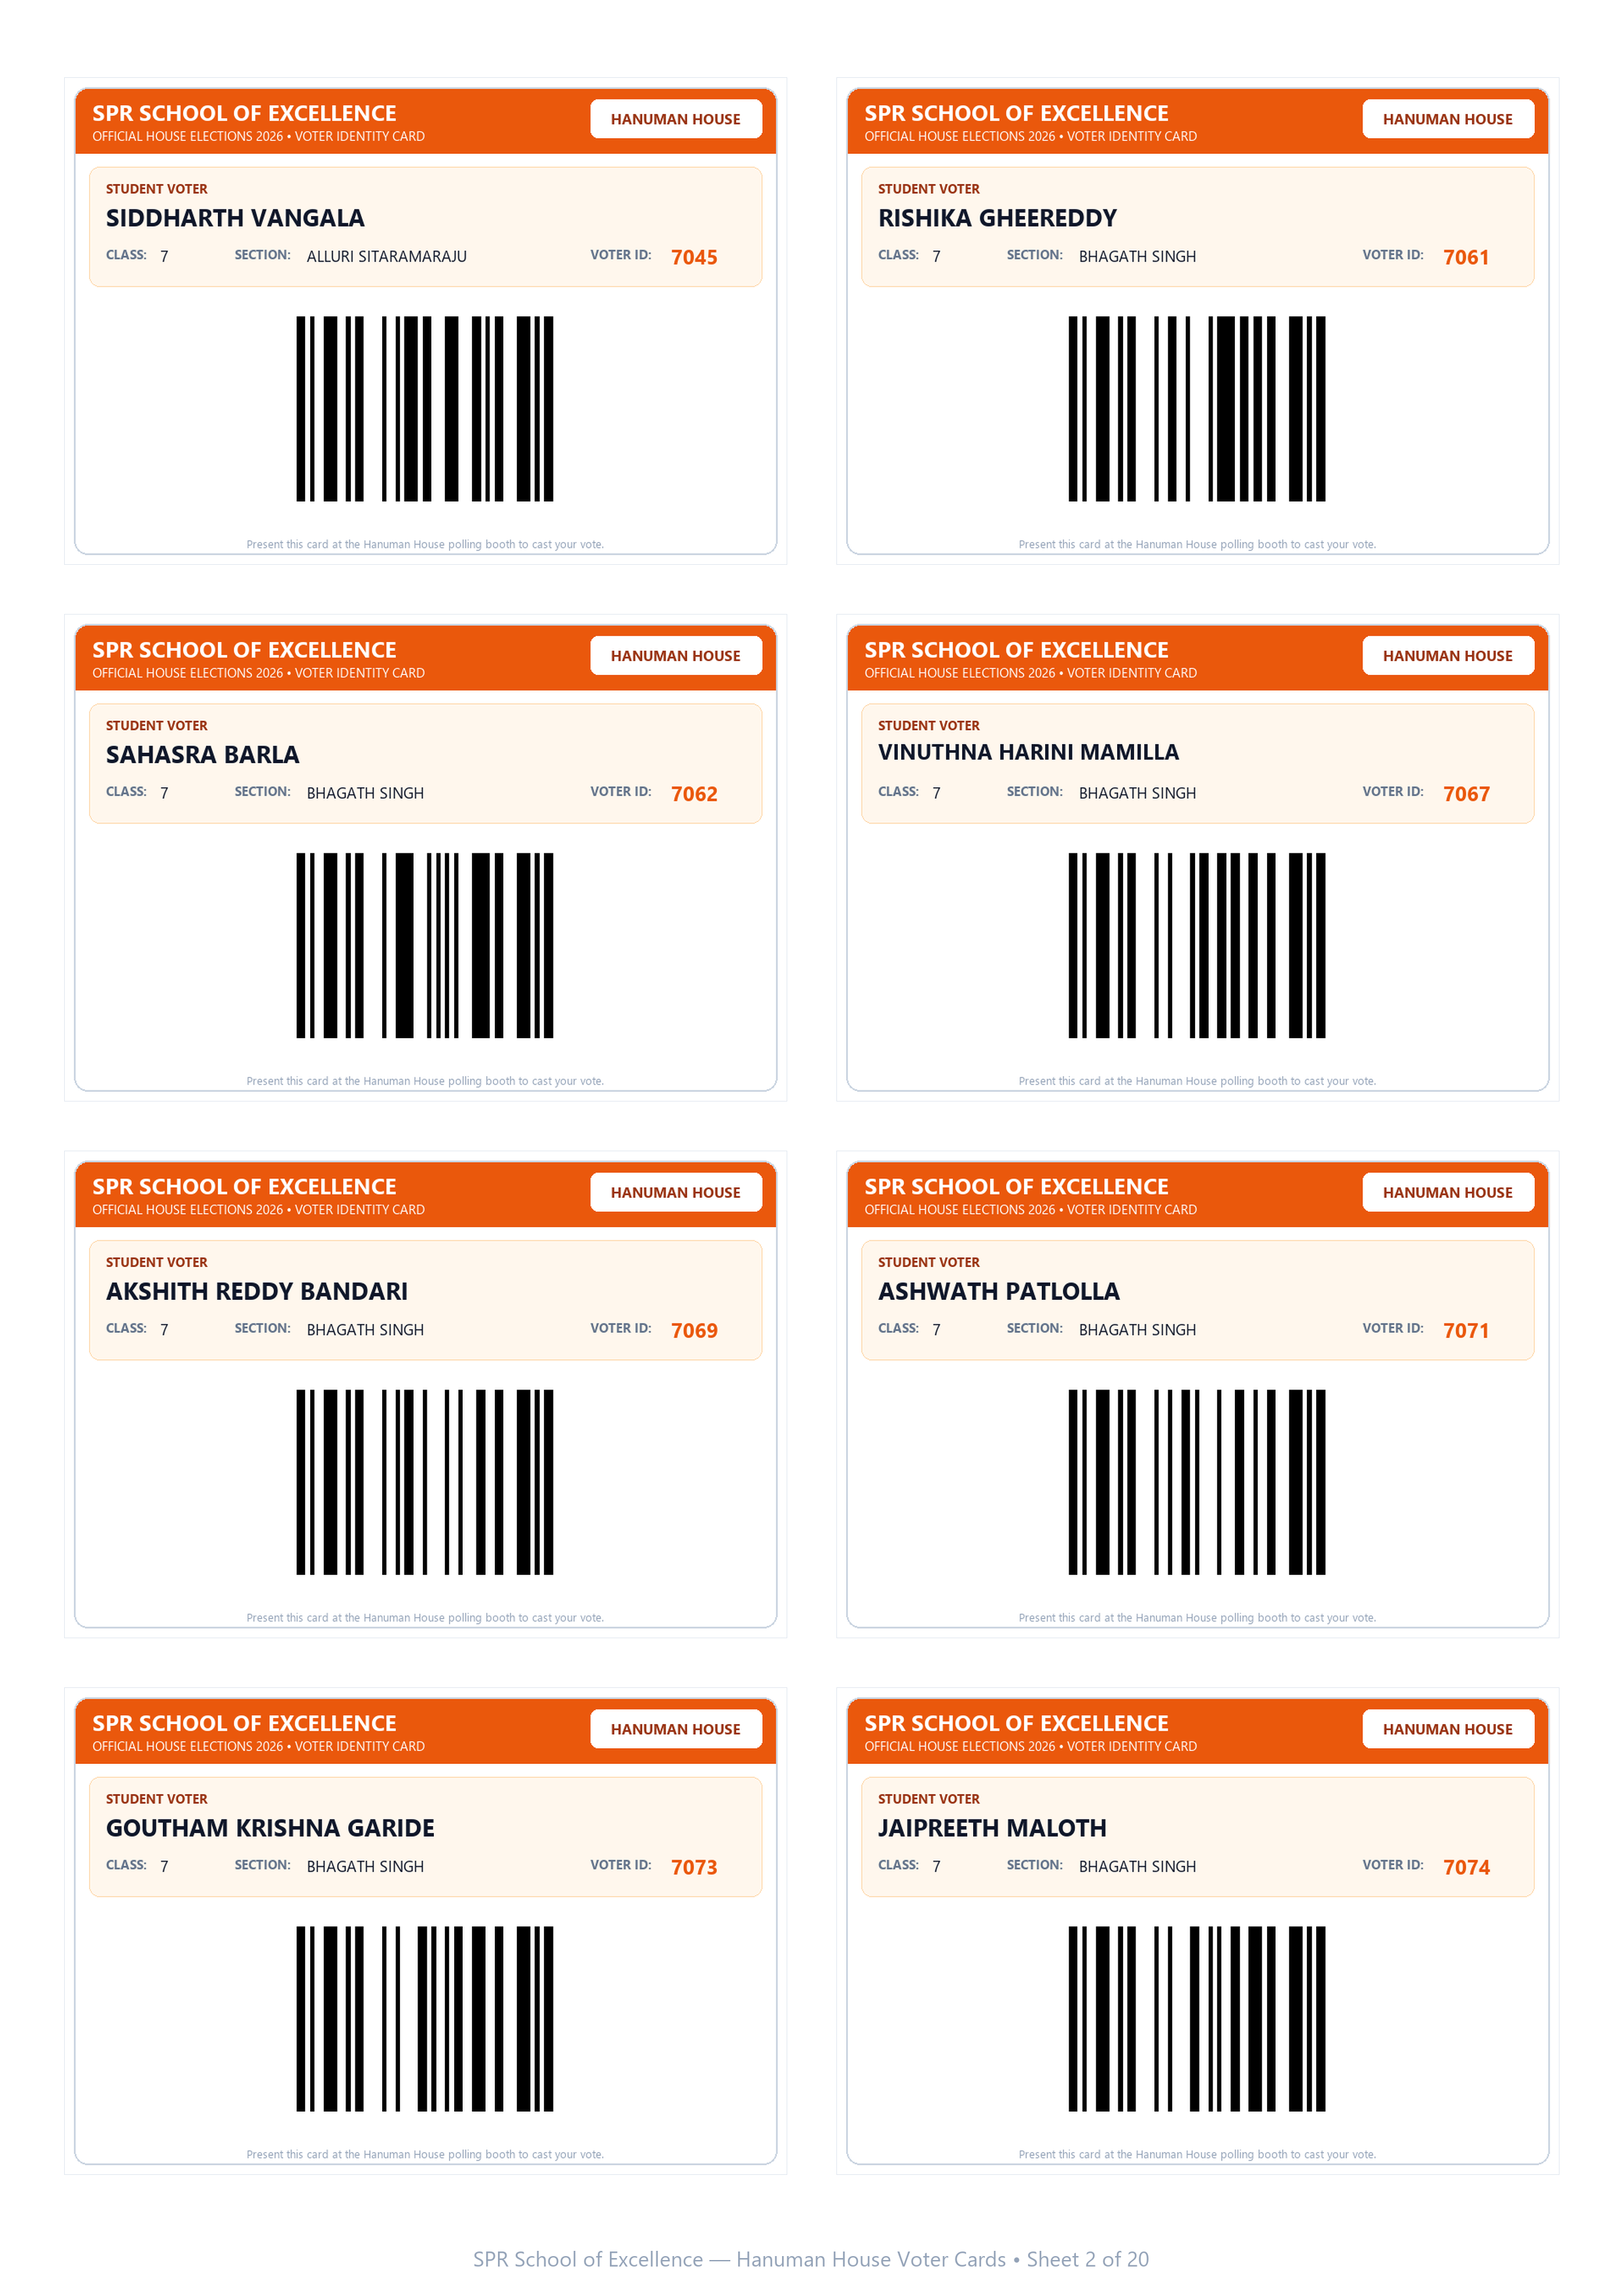 SPR SCHOOL OF EXCELLENCE
OFFICIAL HOUSE ELECTIONS 2026 • VOTER IDENTITY CARD
HANUMAN HOUSE
STUDENT VOTER
SIDDHARTH VANGALA
CLASS: 7 SECTION: ALLURI SITARAMARAJU VOTER ID: 7045
Present this card at the Hanuman House polling booth to cast your vote.
SPR SCHOOL OF EXCELLENCE
OFFICIAL HOUSE ELECTIONS 2026 • VOTER IDENTITY CARD
HANUMAN HOUSE
STUDENT VOTER
RISHIKA GHEEREDDY
CLASS: 7 SECTION: BHAGATH SINGH VOTER ID: 7061
Present this card at the Hanuman House polling booth to cast your vote.
SPR SCHOOL OF EXCELLENCE
OFFICIAL HOUSE ELECTIONS 2026 • VOTER IDENTITY CARD
HANUMAN HOUSE
STUDENT VOTER
SAHASRA BARLA
CLASS: 7 SECTION: BHAGATH SINGH VOTER ID: 7062
Present this card at the Hanuman House polling booth to cast your vote.
SPR SCHOOL OF EXCELLENCE
OFFICIAL HOUSE ELECTIONS 2026 • VOTER IDENTITY CARD
HANUMAN HOUSE
STUDENT VOTER
VINUTHNA HARINI MAMILLA
CLASS: 7 SECTION: BHAGATH SINGH VOTER ID: 7067
Present this card at the Hanuman House polling booth to cast your vote.
SPR SCHOOL OF EXCELLENCE
OFFICIAL HOUSE ELECTIONS 2026 • VOTER IDENTITY CARD
HANUMAN HOUSE
STUDENT VOTER
AKSHITH REDDY BANDARI
CLASS: 7 SECTION: BHAGATH SINGH VOTER ID: 7069
Present this card at the Hanuman House polling booth to cast your vote.
SPR SCHOOL OF EXCELLENCE
OFFICIAL HOUSE ELECTIONS 2026 • VOTER IDENTITY CARD
HANUMAN HOUSE
STUDENT VOTER
ASHWATH PATLOLLA
CLASS: 7 SECTION: BHAGATH SINGH VOTER ID: 7071
Present this card at the Hanuman House polling booth to cast your vote.
SPR SCHOOL OF EXCELLENCE
OFFICIAL HOUSE ELECTIONS 2026 • VOTER IDENTITY CARD
HANUMAN HOUSE
STUDENT VOTER
GOUTHAM KRISHNA GARIDE
CLASS: 7 SECTION: BHAGATH SINGH VOTER ID: 7073
Present this card at the Hanuman House polling booth to cast your vote.
SPR SCHOOL OF EXCELLENCE
OFFICIAL HOUSE ELECTIONS 2026 • VOTER IDENTITY CARD
HANUMAN HOUSE
STUDENT VOTER
JAIPREETH MALOTH
CLASS: 7 SECTION: BHAGATH SINGH VOTER ID: 7074
Present this card at the Hanuman House polling booth to cast your vote.
SPR School of Excellence — Hanuman House Voter Cards • Sheet 2 of 20